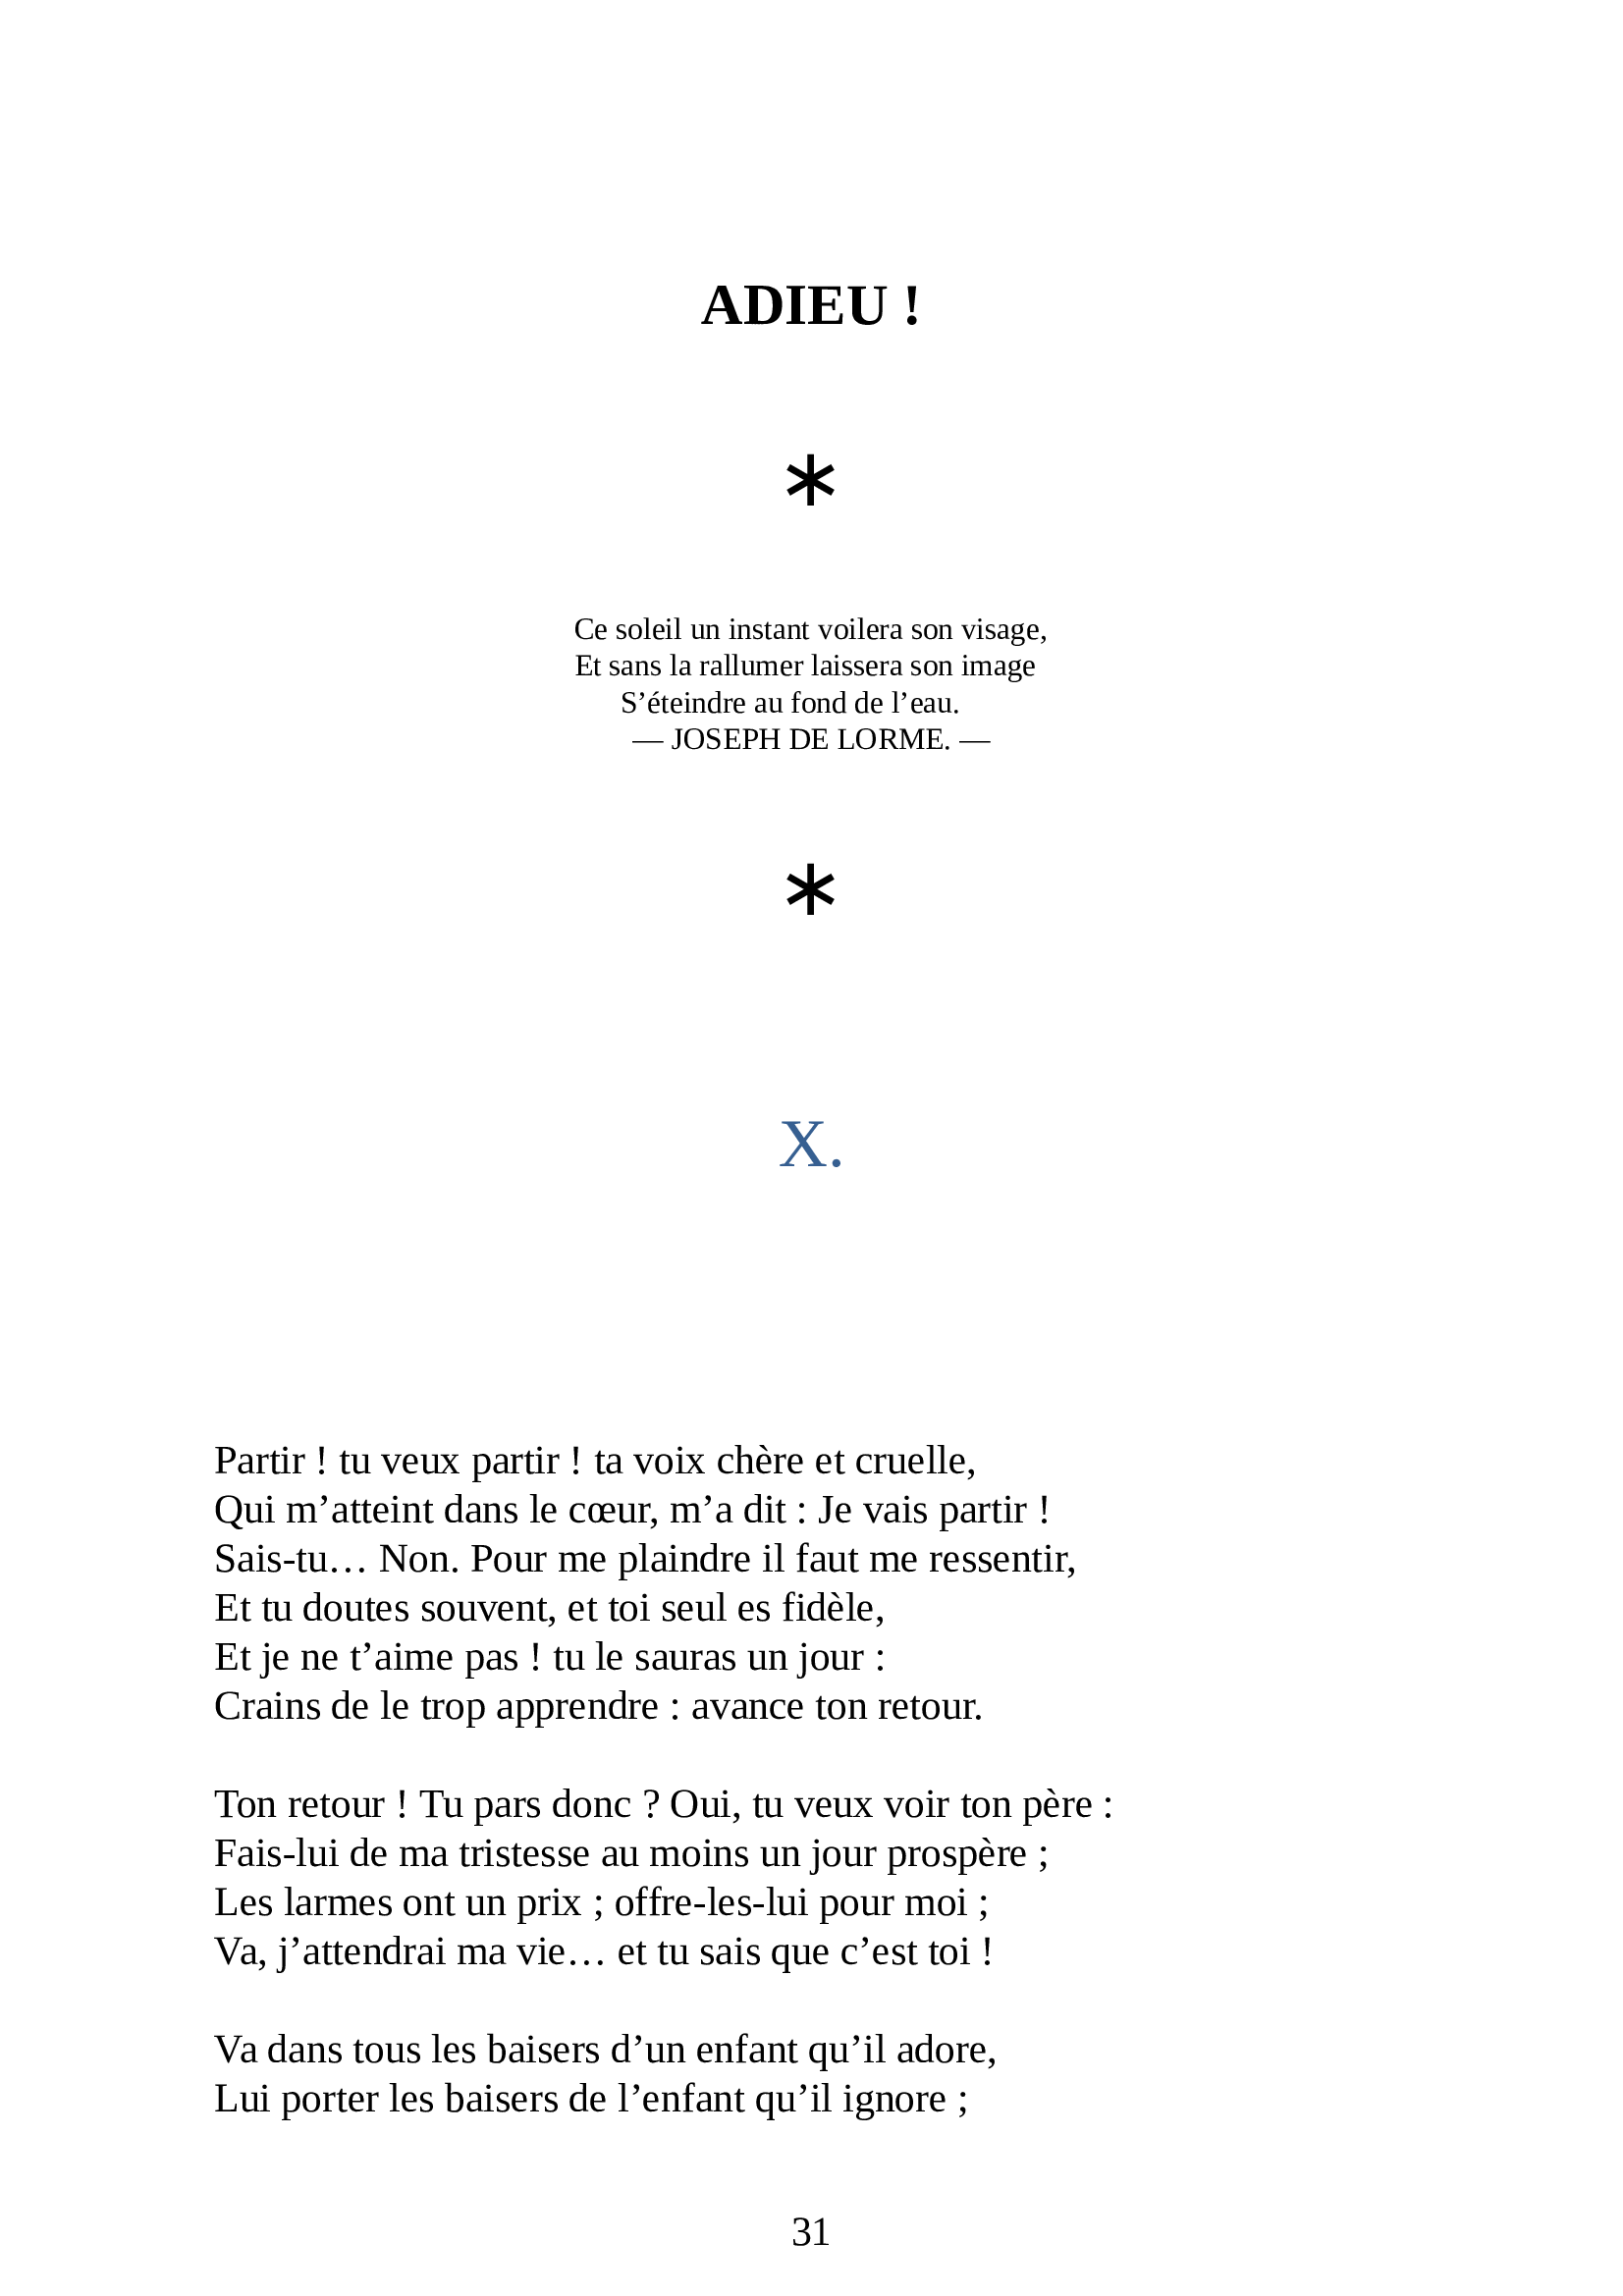 ADIEU !
*
Ce soleil un instant voilera son visage,
Et sans la rallumer laissera son image
S’éteindre au fond de l’eau.
— JOSEPH DE LORME. —
*
X.
Partir ! tu veux partir ! ta voix chère et cruelle,
Qui m’atteint dans le cœur, m’a dit : Je vais partir !
Sais-tu… Non. Pour me plaindre il faut me ressentir,
Et tu doutes souvent, et toi seul es fidèle,
Et je ne t’aime pas ! tu le sauras un jour :
Crains de le trop apprendre : avance ton retour.
Ton retour ! Tu pars donc ? Oui, tu veux voir ton père :
Fais-lui de ma tristesse au moins un jour prospère ;
Les larmes ont un prix ; offre-les-lui pour moi ;
Va, j’attendrai ma vie… et tu sais que c’est toi !
Va dans tous les baisers d’un enfant qu’il adore,
Lui porter les baisers de l’enfant qu’il ignore ;
31